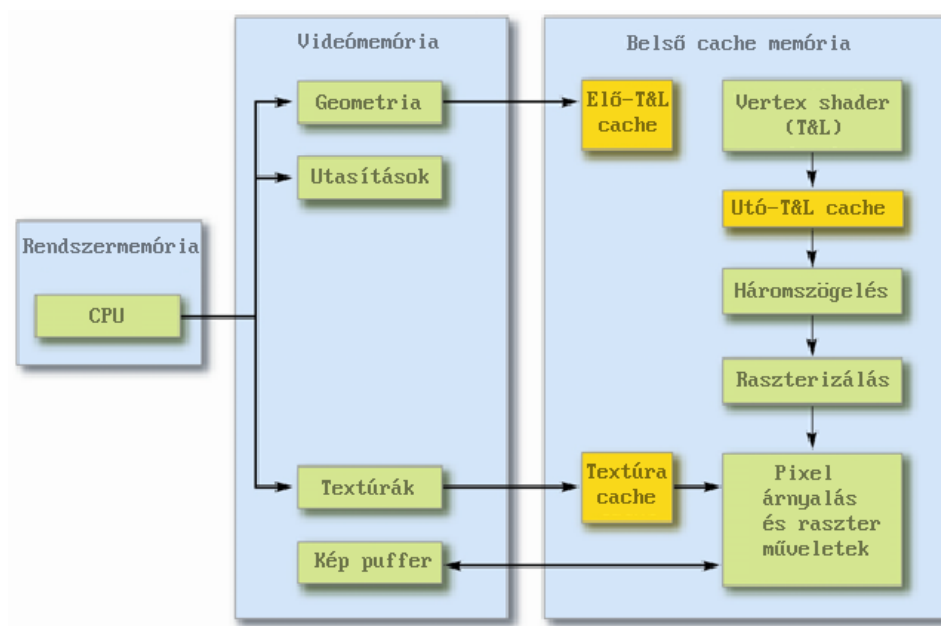 Videómemória
Belső cache memória
Geometria
Elő-T&L
cache
Vertex shader
(T&L)
Utasítások
Utó-T&L cache
Rendszermemória
CPU
Háromszögelés
Raszterizálás
Textúrák
Textúra
cache
Pixel
árnyalás
és raszter
műveletek
Kép puffer